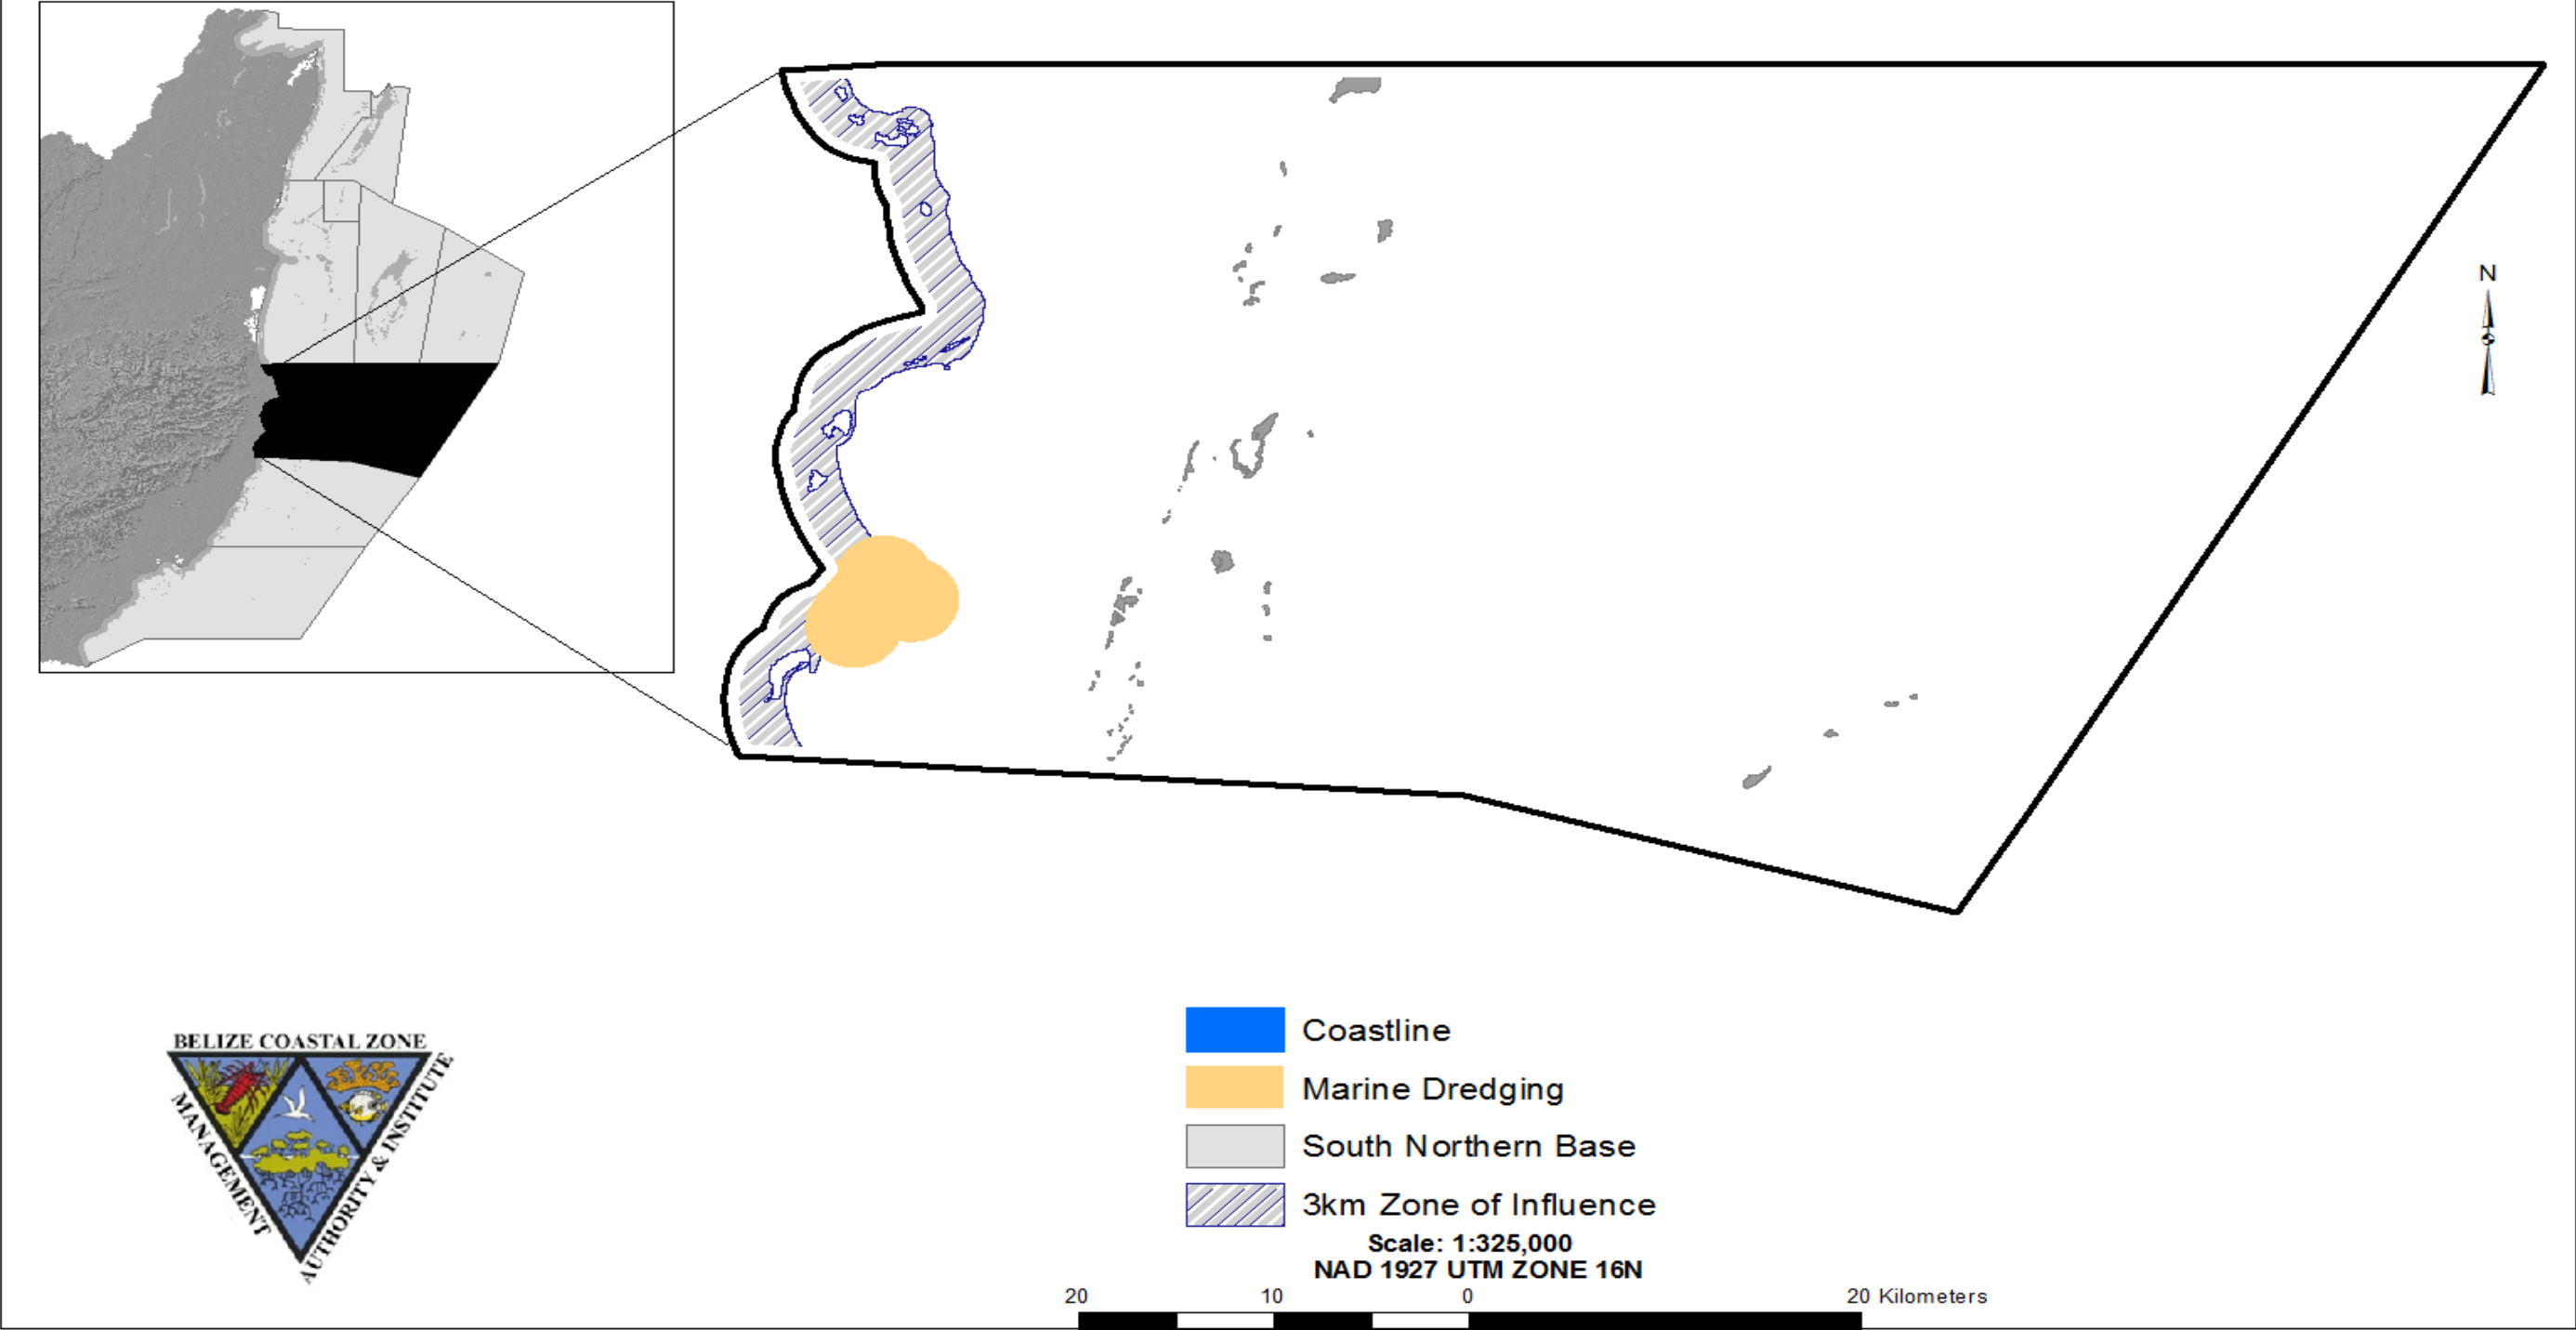 N
BELIZE COASTAL ZONE
MANAGEMENT
AUTHORITY & INSTITUTE
Coastline
Marine Dredging
South Northern Base
3km Zone of Influence
Scale: 1:325,000
NAD 1927 UTM ZONE 16N
20 10 0 20 Kilometers